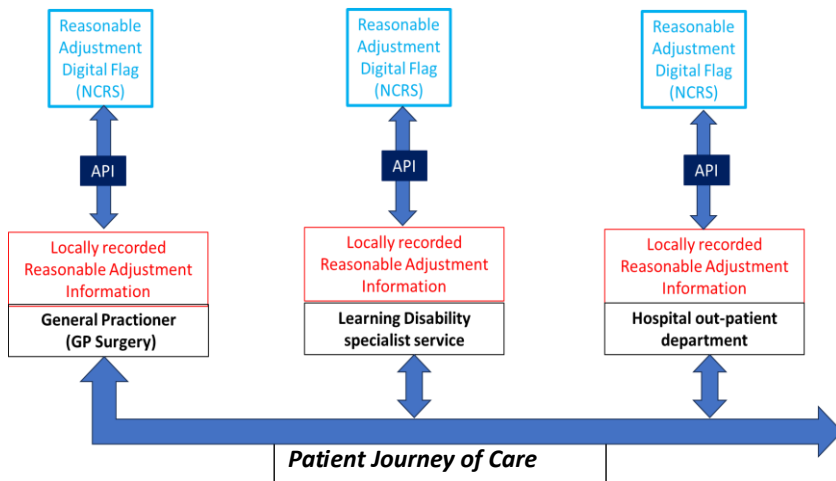 Reasonable
Adjustment
Digital Flag
(NCRS)
Reasonable
Adjustment
Digital Flag
(NCRS)
Reasonable
Adjustment
Digital Flag
(NCRS)
API
API
API
Locally recorded
Reasonable Adjustment
Information
Locally recorded
Reasonable Adjustment
Information
Locally recorded
Reasonable Adjustment
Information
General Practioner
(GP Surgery)
Learning Disability
specialist service
Hospital out-patient
department
Patient Journey of Care